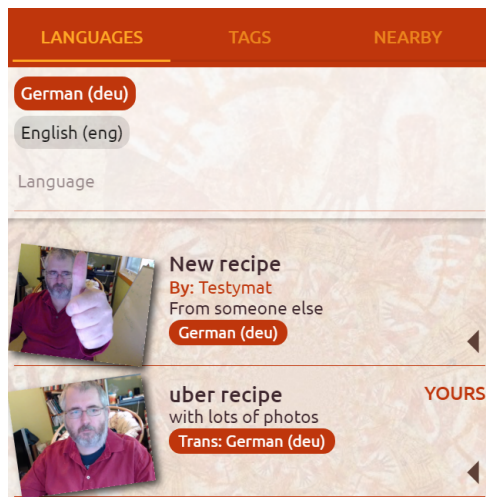 LANGUAGES TAGS NEARBY
German (deu)
English (eng)
Language
New recipe
By: Testymat
From someone else
German (deu)
uber recipe YOURS
with lots of photos
Trans: German (deu)